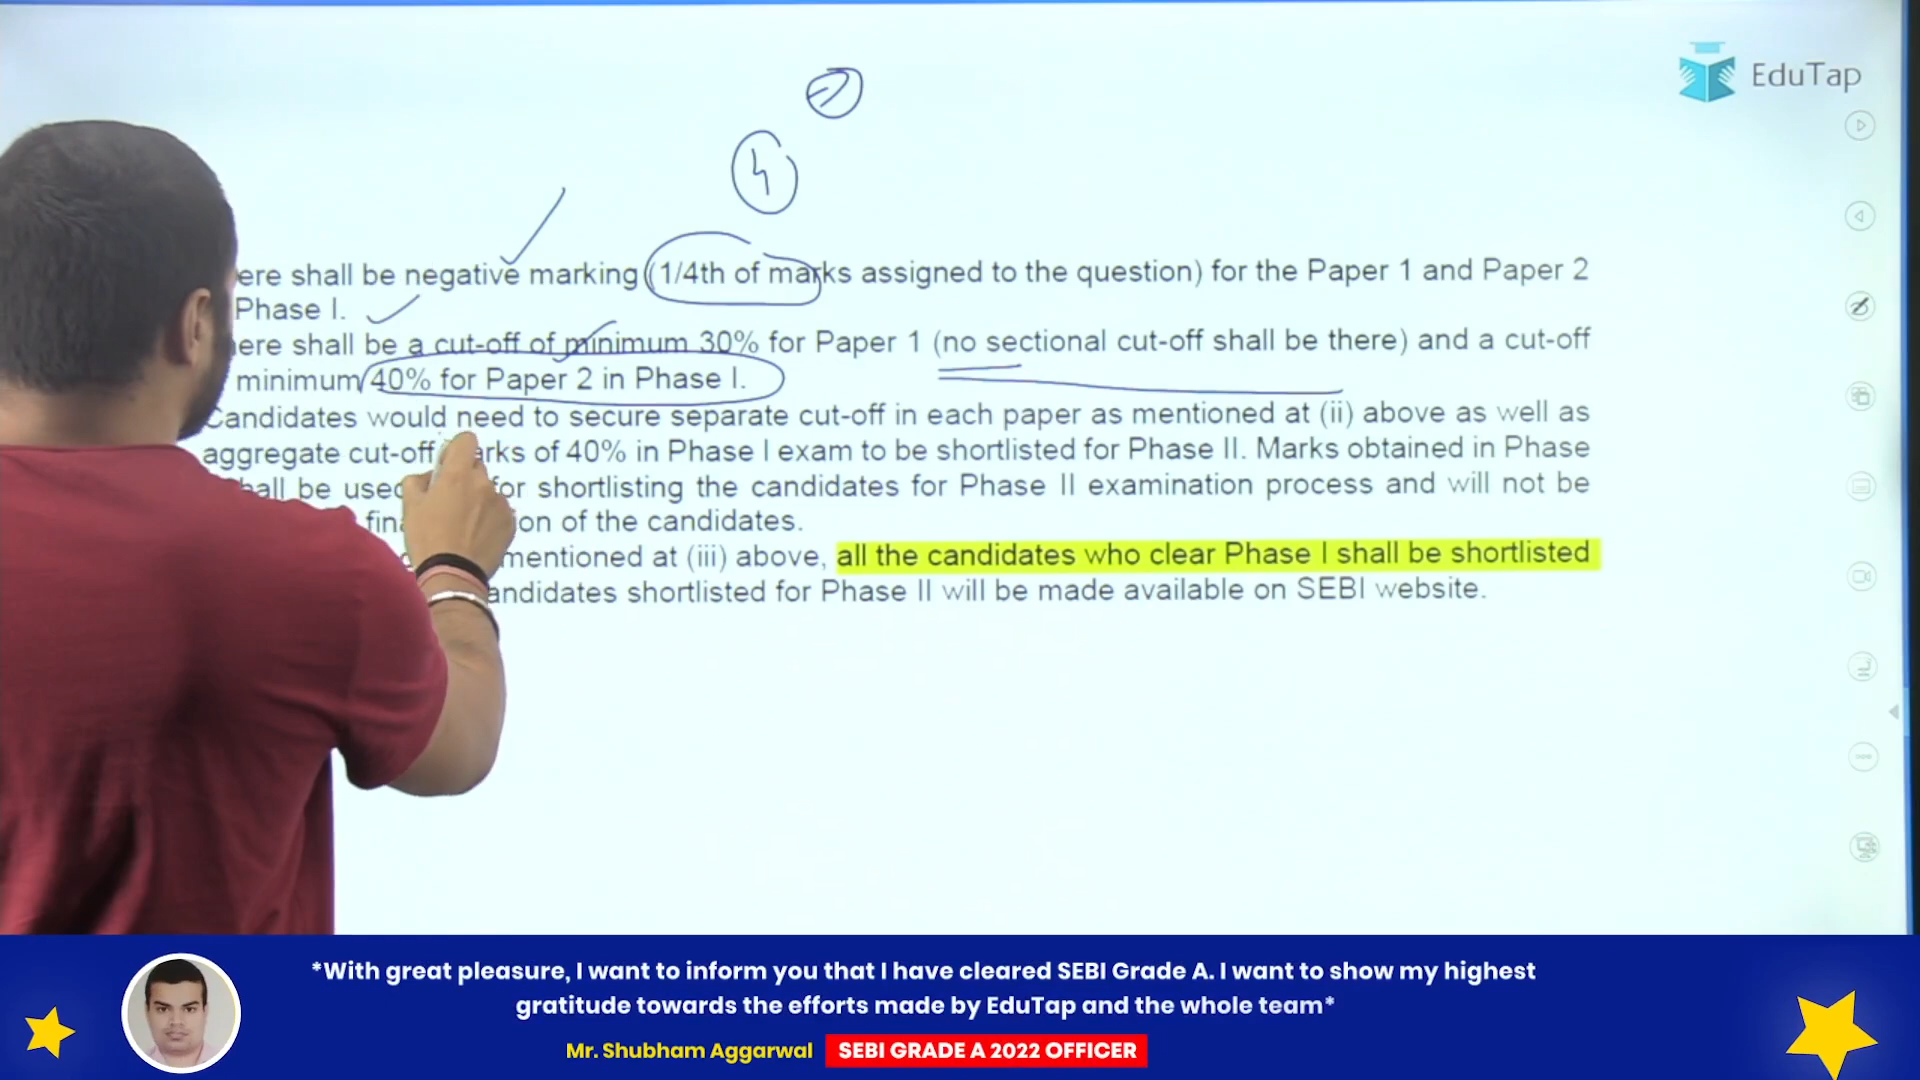 EduTap
4
ere shall be negative marking (1/4th of marks assigned to the question) for the Paper 1 and Paper 2
Phase I.
here shall be a cut-off of minimum 30% for Paper 1 (no sectional cut-off shall be there) and a cut-off
minimum 40% for Paper 2 in Phase I.
Candidates would need to secure separate cut-off in each paper as mentioned at (ii) above as well as
aggregate cut-off arks of 40% in Phase I exam to be shortlisted for Phase II. Marks obtained in Phase
hall be used for shortlisting the candidates for Phase II examination process and will not be
fin ion of the candidates.
mentioned at (iii) above, all the candidates who clear Phase I shall be shortlisted
andidates shortlisted for Phase II will be made available on SEBI website.
*With great pleasure, I want to inform you that I have cleared SEBI Grade A. I want to show my highest
gratitude towards the efforts made by EduTap and the whole team*
Mr. Shubham Aggarwal SEBI GRADE A 2022 OFFICER